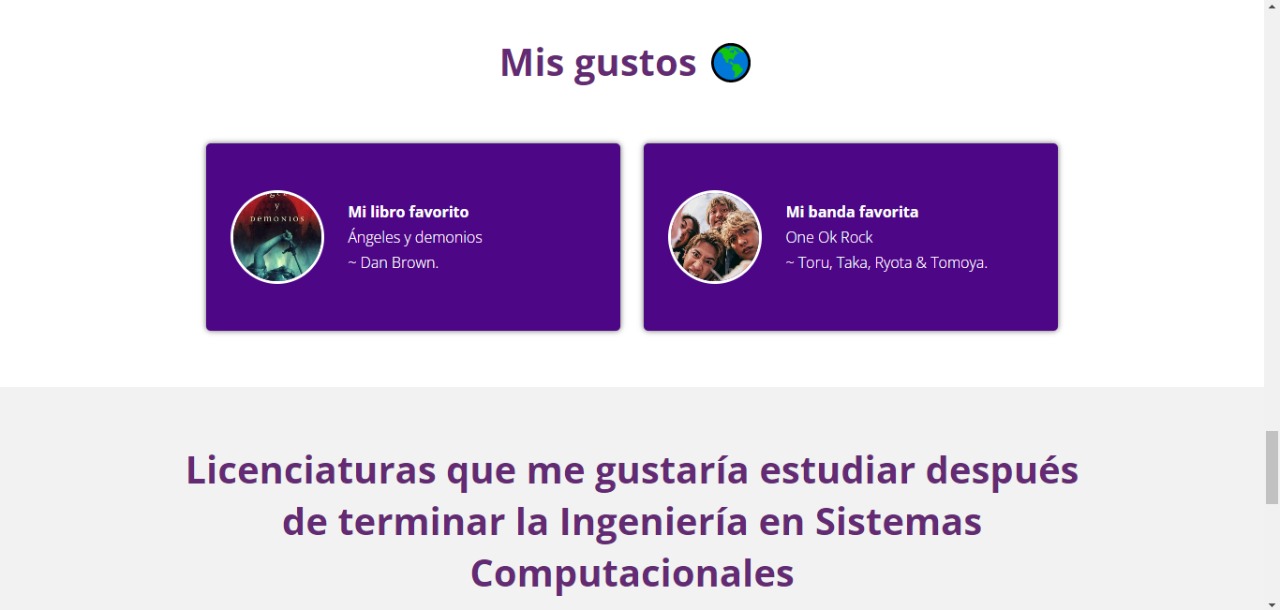 Mis gustos
y
DEMONIOS
Mi libro favorito
Ángeles y demonios
~ Dan Brown.
Mi banda favorita
One Ok Rock
~ Toru, Taka, Ryota & Tomoya.
Licenciaturas que me gustaría estudiar después
de terminar la Ingeniería en Sistemas
Computacionales